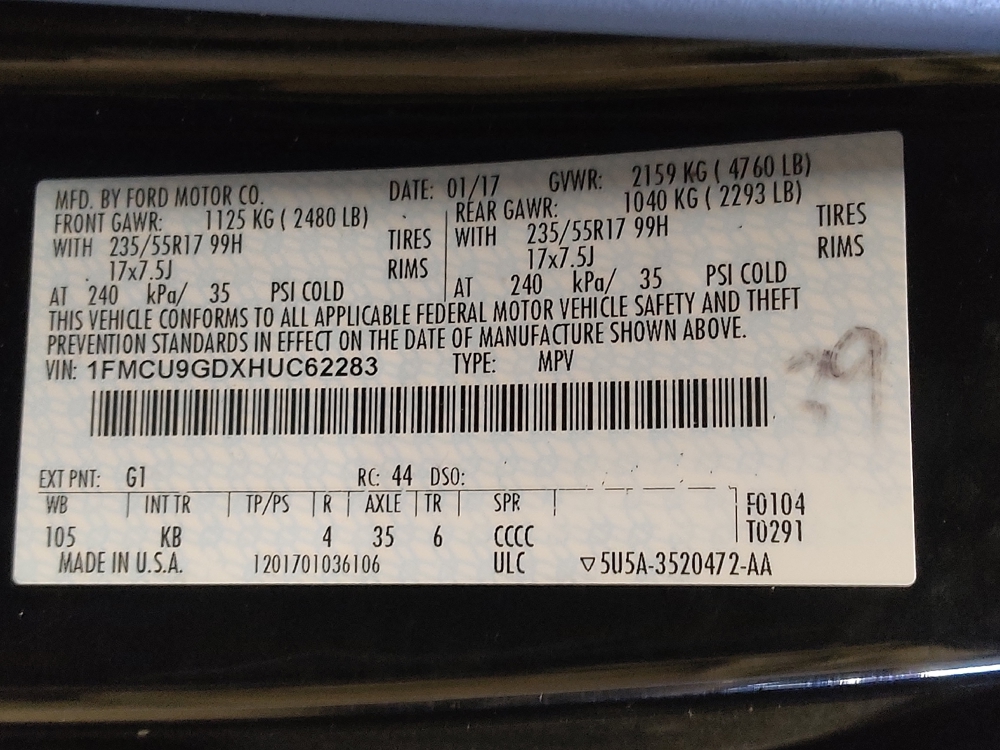 MFD. BY FORD MOTOR CO. DATE: 01/17 GVWR: 2159 KG ( 4760 LB)
FRONT GAWR: 1125 KG ( 2480 LB) REAR GAWR: 1040 KG ( 2293 LB)
WITH 235/55R17 99H TIRES WITH 235/55R17 99H TIRES
17x7.5J RIMS 17x7.5J RIMS
AT 240 kPa/ 35 PSI COLD AT 240 kPa/ 35 PSI COLD
THIS VEHICLE CONFORMS TO ALL APPLICABLE FEDERAL MOTOR VEHICLE SAFETY AND THEFT
PREVENTION STANDARDS IN EFFECT ON THE DATE OF MANUFACTURE SHOWN ABOVE.
VIN: 1FMCU9GDXHUC62283 TYPE: MPV
EXT PNT: G1 RC: 44 DSO:
WB INT TR TP/PS R AXLE TR SPR F0104
105 KB 4 35 6 CCCC T0291
MADE IN U.S.A. 1201701036106 ULC ▽5U5A-3520472-AA